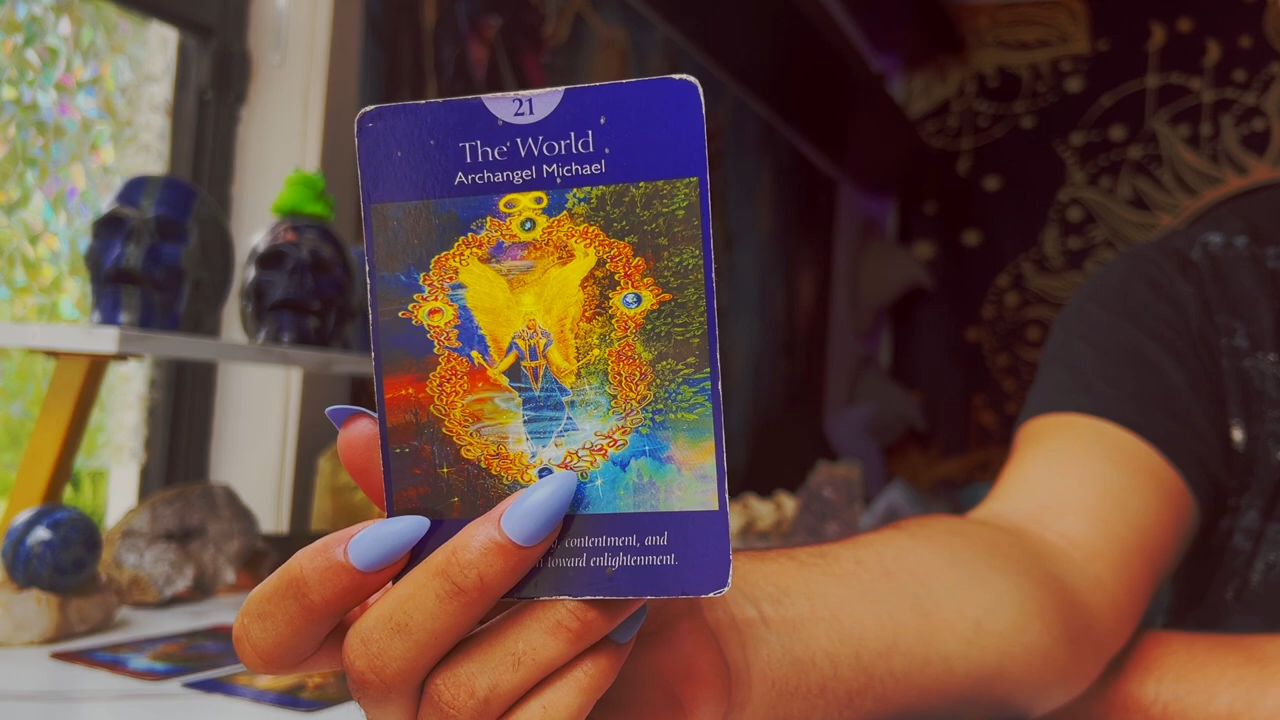 21
The World
Archangel Michael
contentment, and
toward enlightenment.